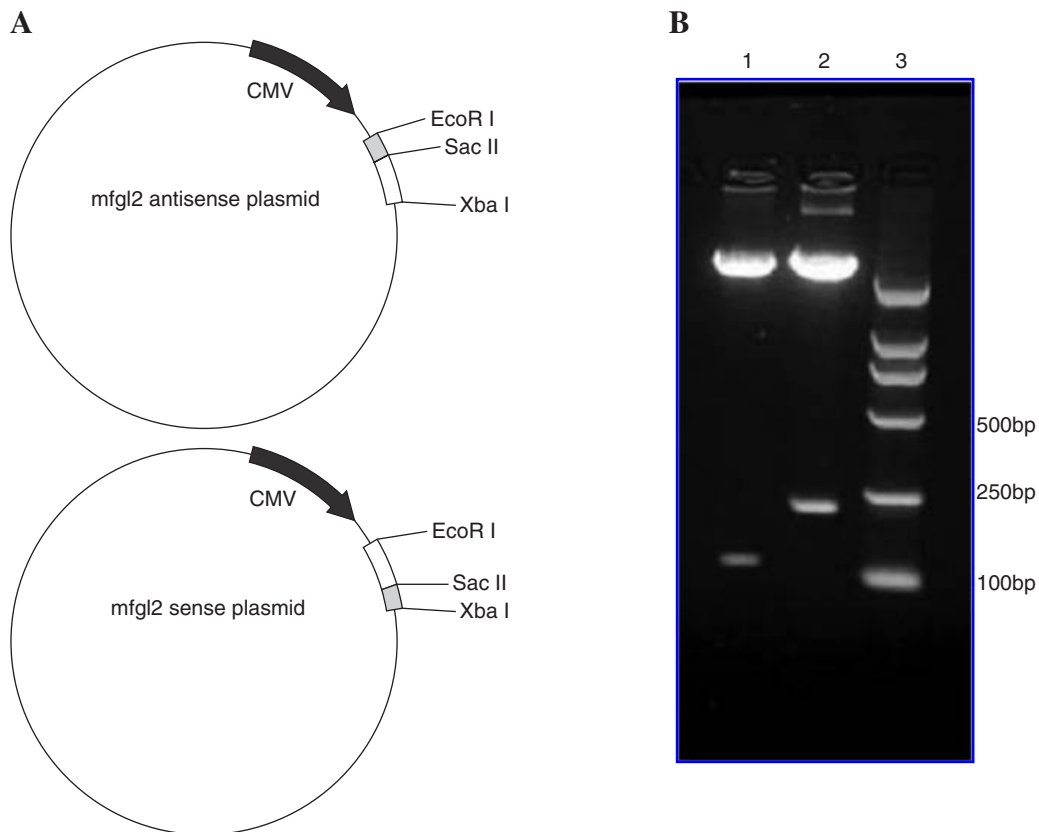 A
CMV
EcoR I
Sac II
mfgl2 antisense plasmid
Xba I
CMV
EcoR I
Sac II
mfgl2 sense plasmid
Xba I
B
1 2 3
500bp
250bp
100bp